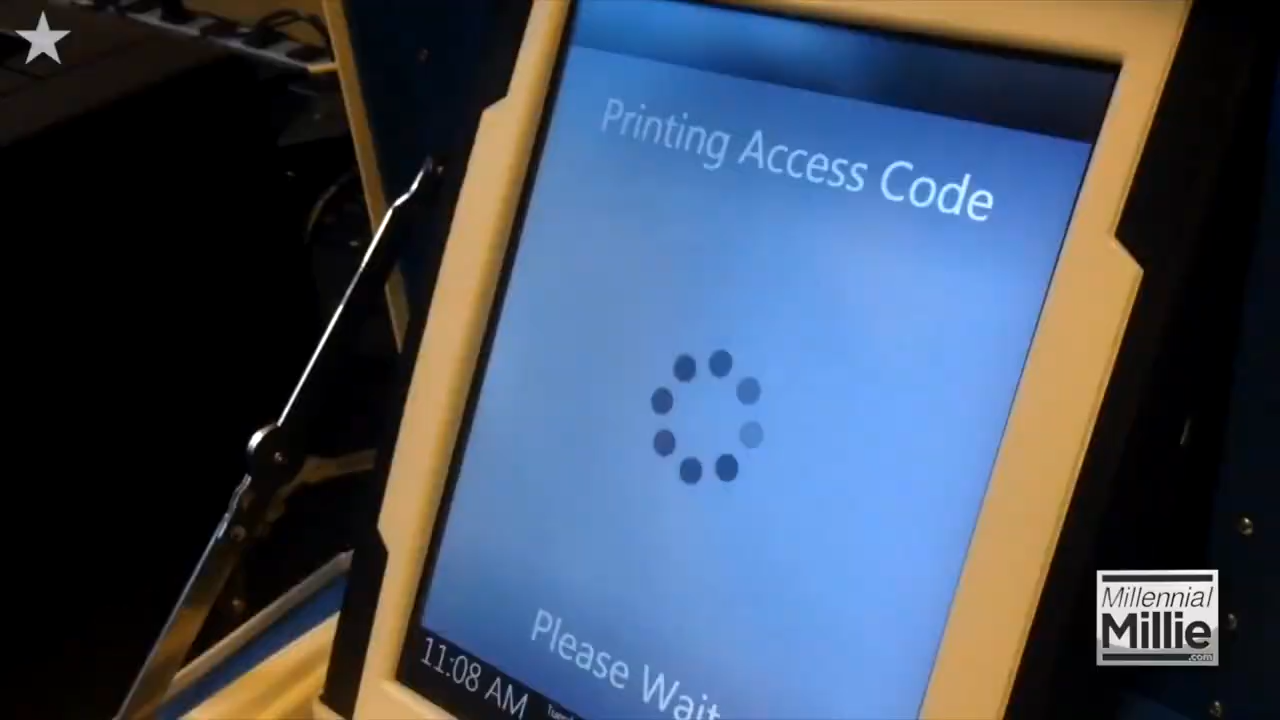 Printing Access Code
Please Wait
11:08 AM
Millennial
Millie
.com